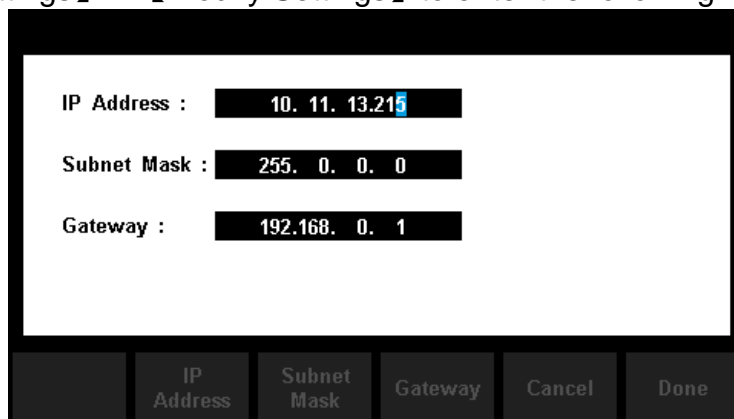 IP Address : 10. 11. 13.215
Subnet Mask : 255. 0. 0. 0
Gateway : 192.168. 0. 1
IP Address
Subnet Mask
Gateway
Cancel
Done